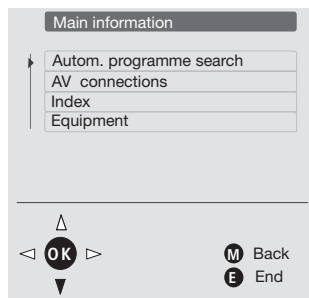 Main information
Autom. programme search
AV connections
Index
Equipment
OK
M Back
E End